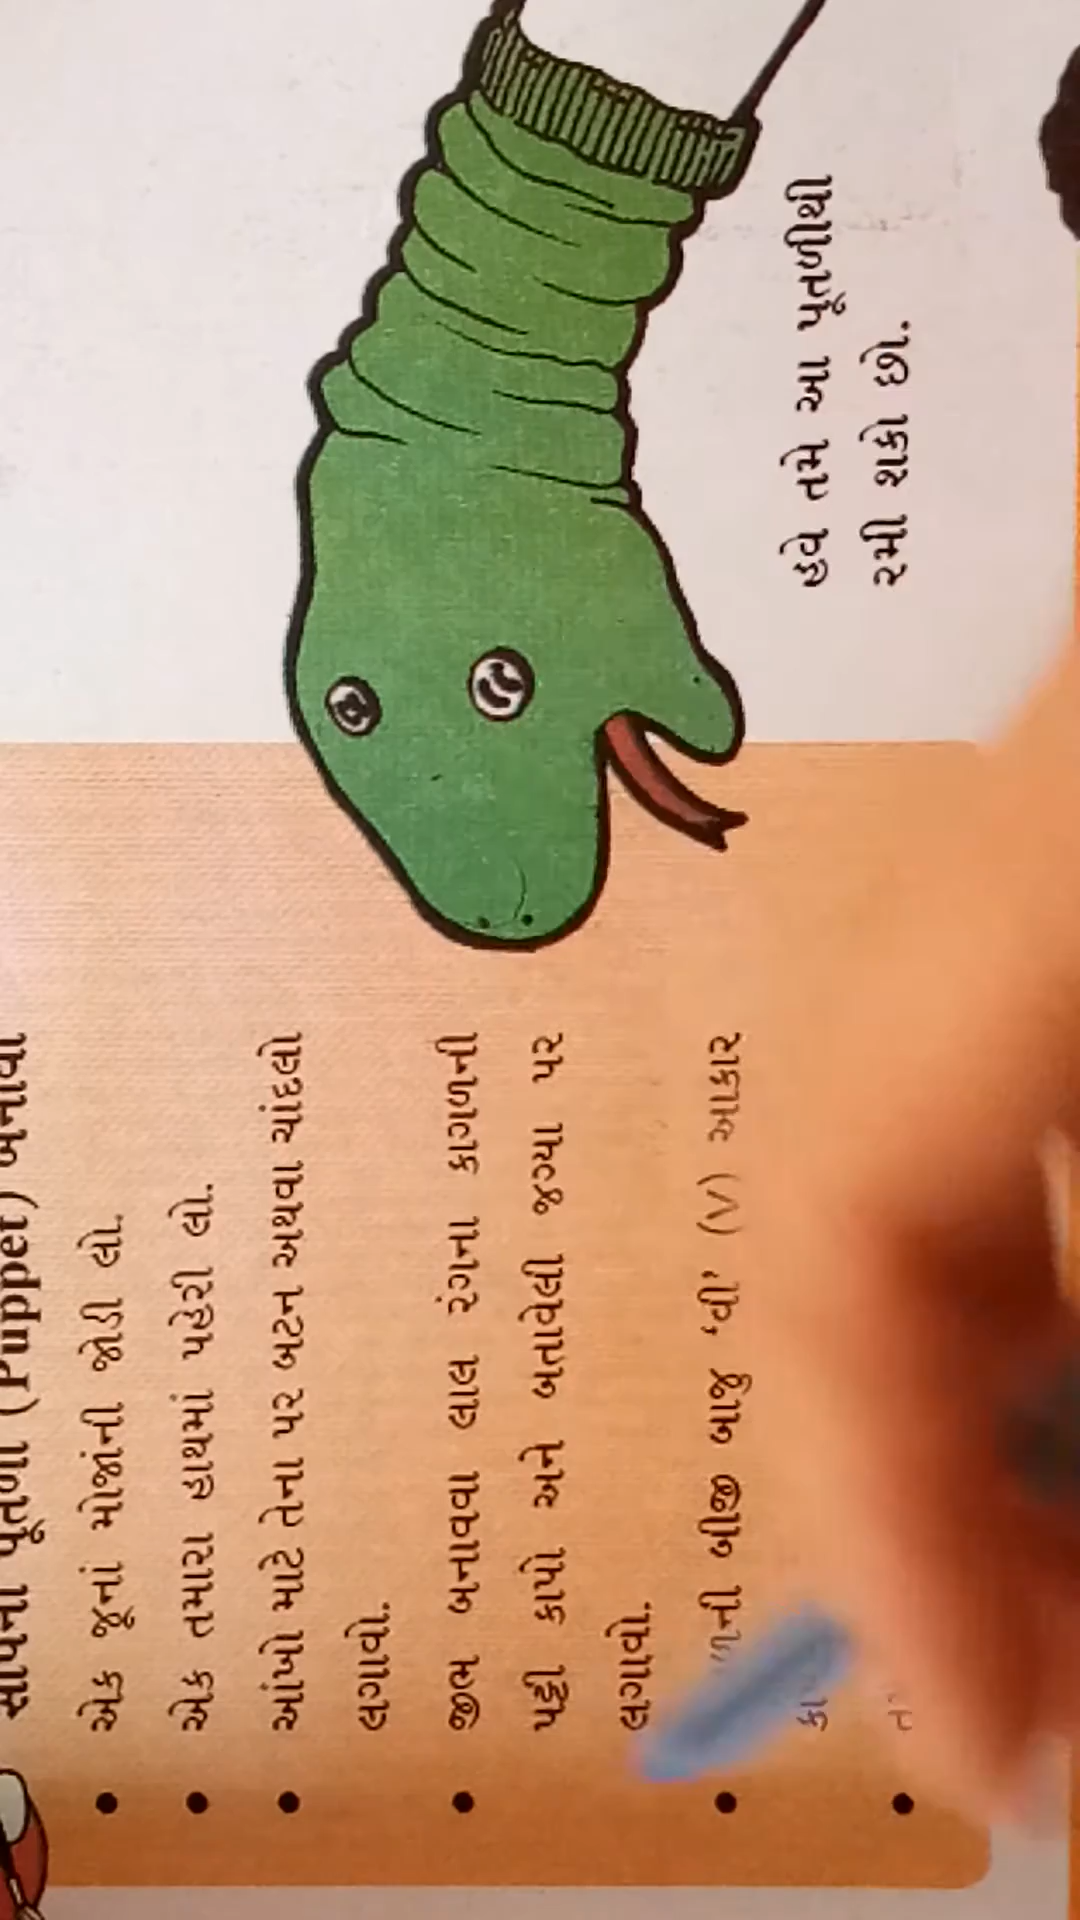 સાપની પૂતળી (Puppet) બનાવો
એક જૂનાં મોજાંની જોડી લો.
એક તમારા હાથમાં પહેરી લો.
આંખો માટે તેના પર બટન અથવા ચાંદલો
લગાવો.
જીભ બનાવવા લાલ રંગના કાગળની
પટ્ટી કાપો અને બતાવેલી જગ્યા પર
લગાવો.
બીજી બાજુ 'વી' (V) આકાર
હવે તમે આ પૂતળીથી
રમી શકો છો.